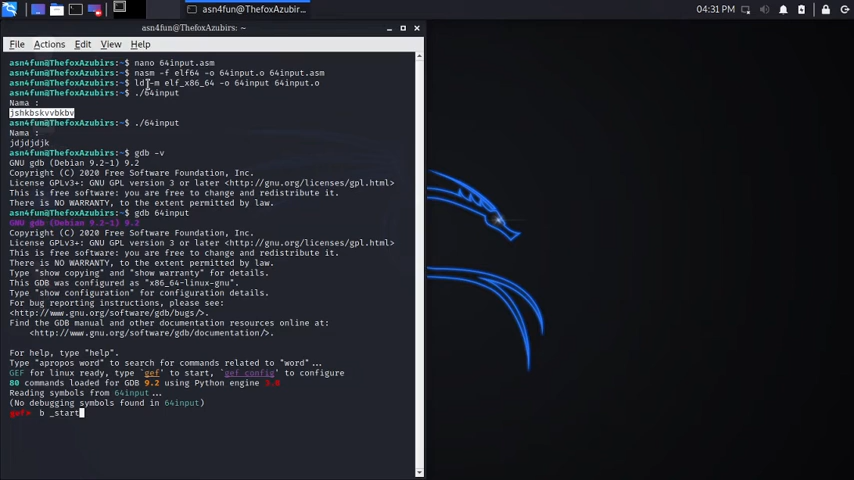 asn4fun@ThefoxAzubirs:...
04:31 PM
asn4fun@ThefoxAzubirs: ~
File Actions Edit View Help
asn4fun@ThefoxAzubirs:~$ nano 64input.asm
asn4fun@ThefoxAzubirs:~$ nasm -f elf64 -o 64input.o 64input.asm
asn4fun@ThefoxAzubirs:~$ ld -m elf_x86_64 -o 64input 64input.o
asn4fun@ThefoxAzubirs:~$ ./64input
Nama :
jshkbskvvbkbv
asn4fun@ThefoxAzubirs:~$ ./64input
Nama :
jdjdjdjk
asn4fun@ThefoxAzubirs:~$ gdb -v
GNU gdb (Debian 9.2-1) 9.2
Copyright (C) 2020 Free Software Foundation, Inc.
License GPLv3+: GNU GPL version 3 or later <http://gnu.org/licenses/gpl.html>
This is free software: you are free to change and redistribute it.
There is NO WARRANTY, to the extent permitted by law.
asn4fun@ThefoxAzubirs:~$ gdb 64input
GNU gdb (Debian 9.2-1) 9.2
Copyright (C) 2020 Free Software Foundation, Inc.
License GPLv3+: GNU GPL version 3 or later <http://gnu.org/licenses/gpl.html>
This is free software: you are free to change and redistribute it.
There is NO WARRANTY, to the extent permitted by law.
Type "show copying" and "show warranty" for details.
This GDB was configured as "x86_64-linux-gnu".
Type "show configuration" for configuration details.
For bug reporting instructions, please see:
<http://www.gnu.org/software/gdb/bugs/>.
Find the GDB manual and other documentation resources online at:
<http://www.gnu.org/software/gdb/documentation/>.
For help, type "help".
Type "apropos word" to search for commands related to "word"...
GEF for linux ready, type `gef' to start, `gef config' to configure
80 commands loaded for GDB 9.2 using Python engine 3.8
Reading symbols from 64input...
(No debugging symbols found in 64input)
gef> b _start